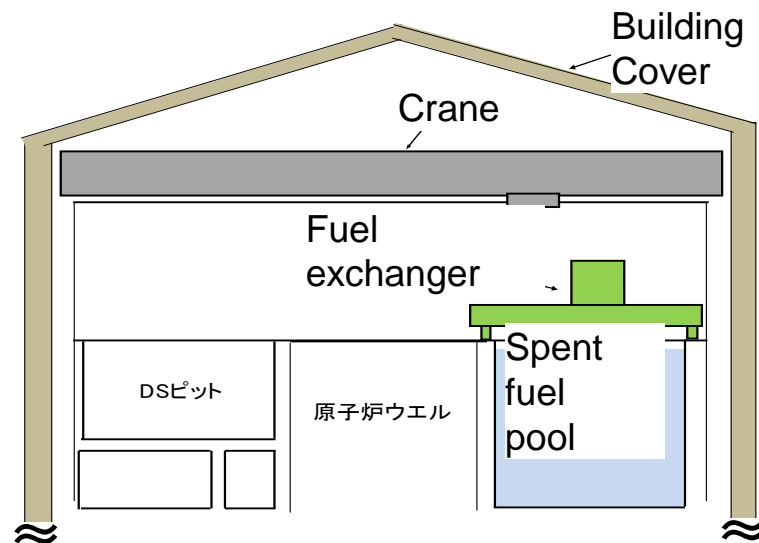 Building
Cover
Crane
Fuel
exchanger
Spent
fuel
pool
DSピット
原子炉ウエル